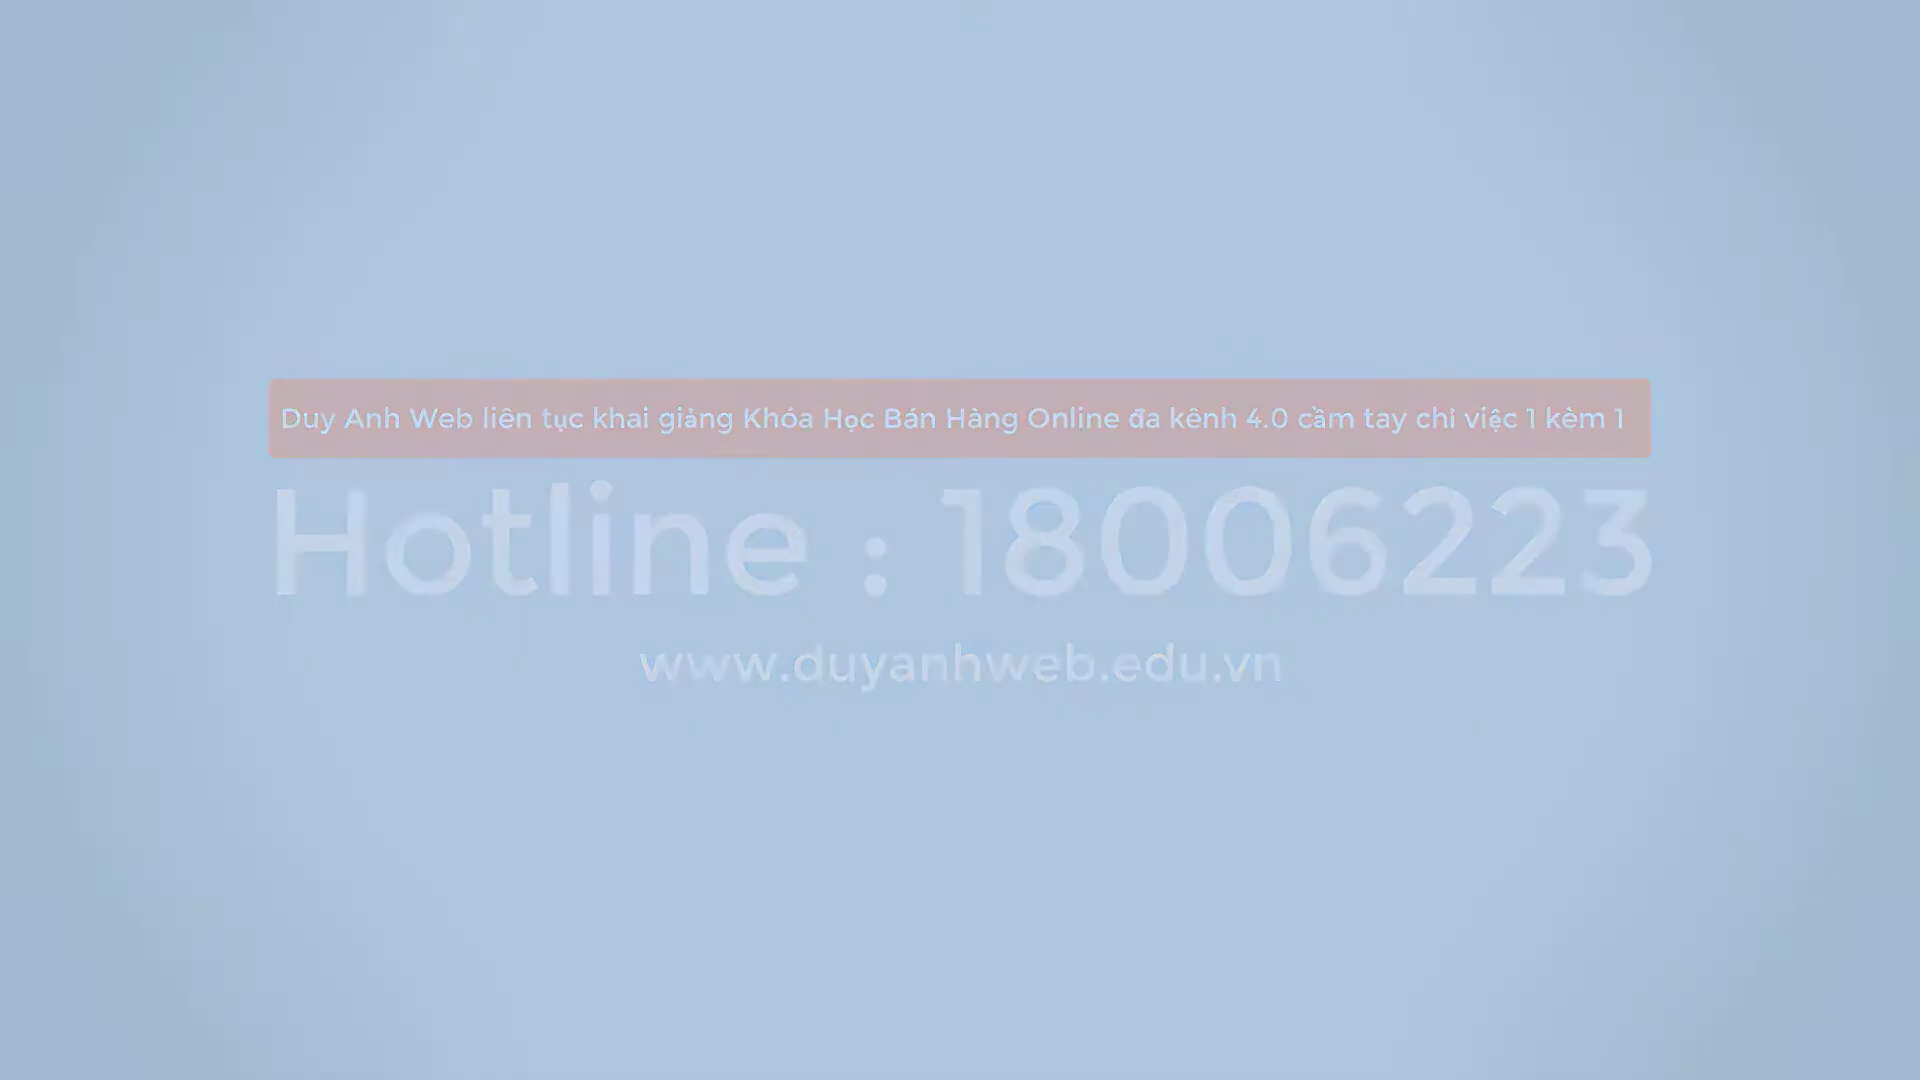 Duy Anh Web liên tục khai giảng Khóa Học Bán Hàng Online đa kênh 4.0 cầm tay chỉ việc 1 kèm 1
Hotline : 18006223
www.duyanhweb.edu.vn